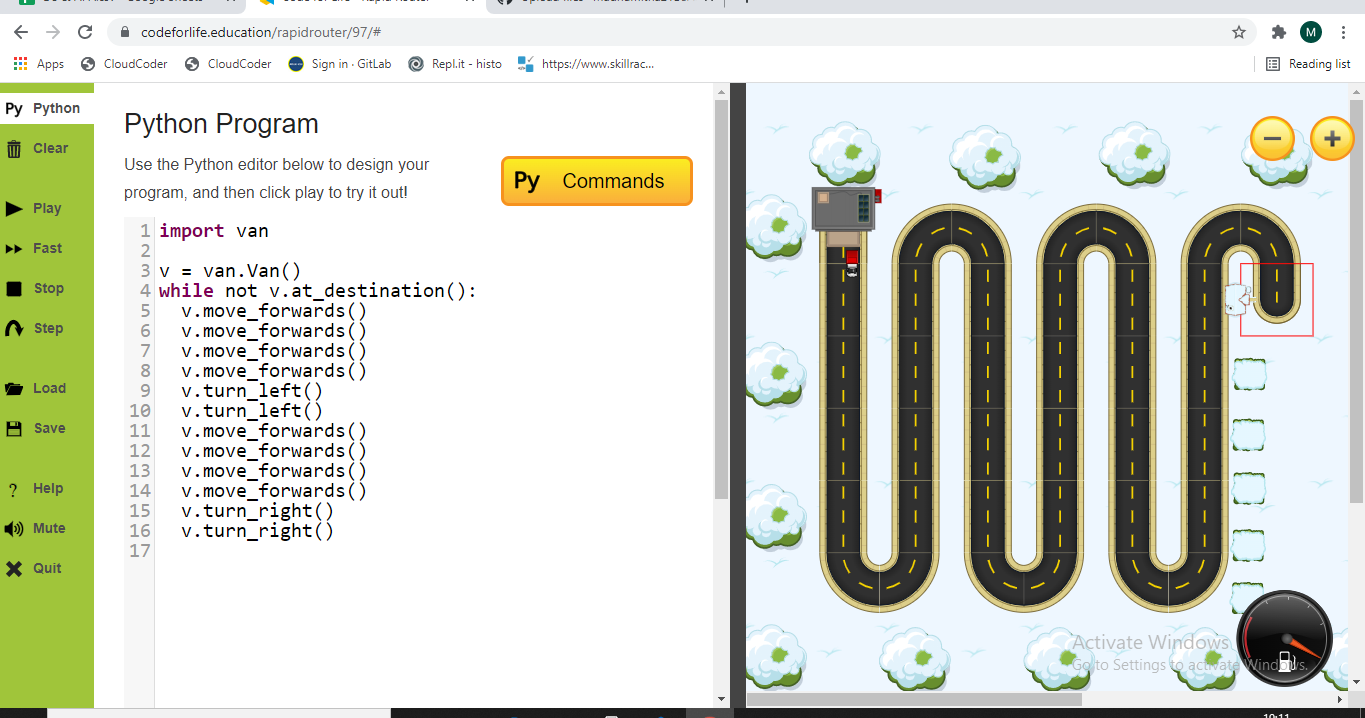 codeforlife.education/rapidrouter/97/#
M
Apps
CloudCoder
CloudCoder
Sign in · GitLab
Repl.it - histo
https://www.skillrac...
Reading list
Py Python
Clear
Play
Fast
Stop
Step
Load
Save
? Help
Mute
Quit
Python Program
Use the Python editor below to design your
program, and then click play to try it out!
Py Commands
1 import van
2
3 v = van.Van()
4 while not v.at_destination():
5 v.move_forwards()
6 v.move_forwards()
7 v.move_forwards()
8 v.move_forwards()
9 v.turn_left()
10 v.turn_left()
11 v.move_forwards()
12 v.move_forwards()
13 v.move_forwards()
14 v.move_forwards()
15 v.turn_right()
16 v.turn_right()
17
Activate Windows
Go to Settings to activate Windows.